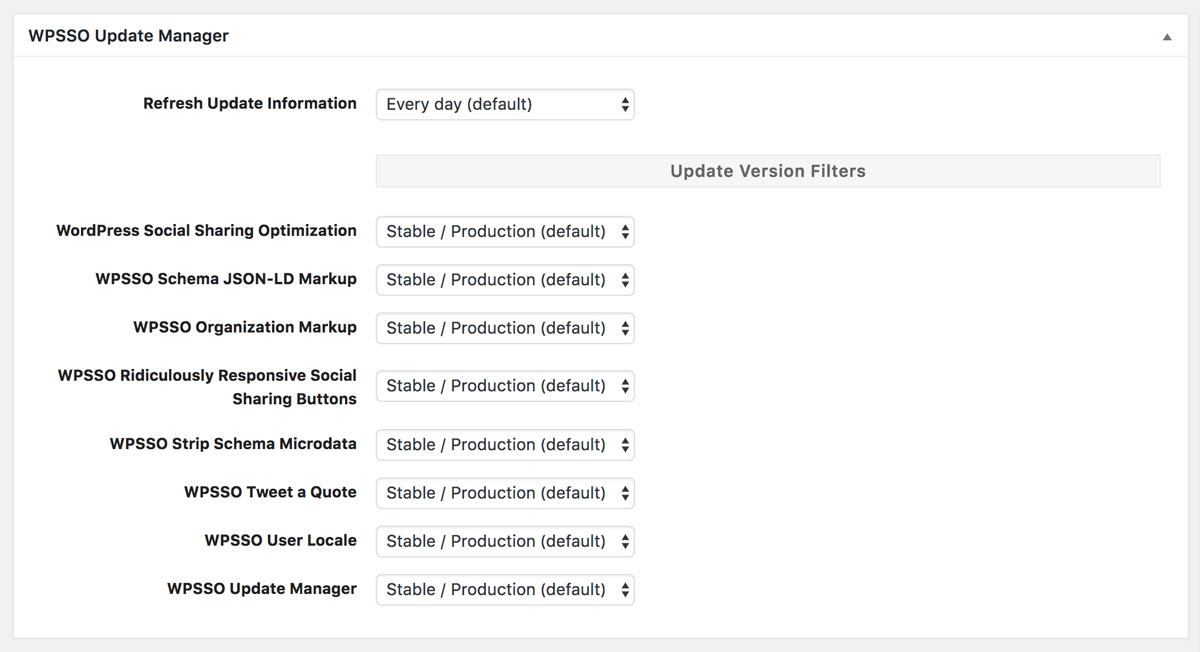 WPSSO Update Manager
Refresh Update Information Every day (default)
Update Version Filters
WordPress Social Sharing Optimization Stable / Production (default)
WPSSO Schema JSON-LD Markup Stable / Production (default)
WPSSO Organization Markup Stable / Production (default)
WPSSO Ridiculously Responsive Social
Sharing Buttons Stable / Production (default)
WPSSO Strip Schema Microdata Stable / Production (default)
WPSSO Tweet a Quote Stable / Production (default)
WPSSO User Locale Stable / Production (default)
WPSSO Update Manager Stable / Production (default)